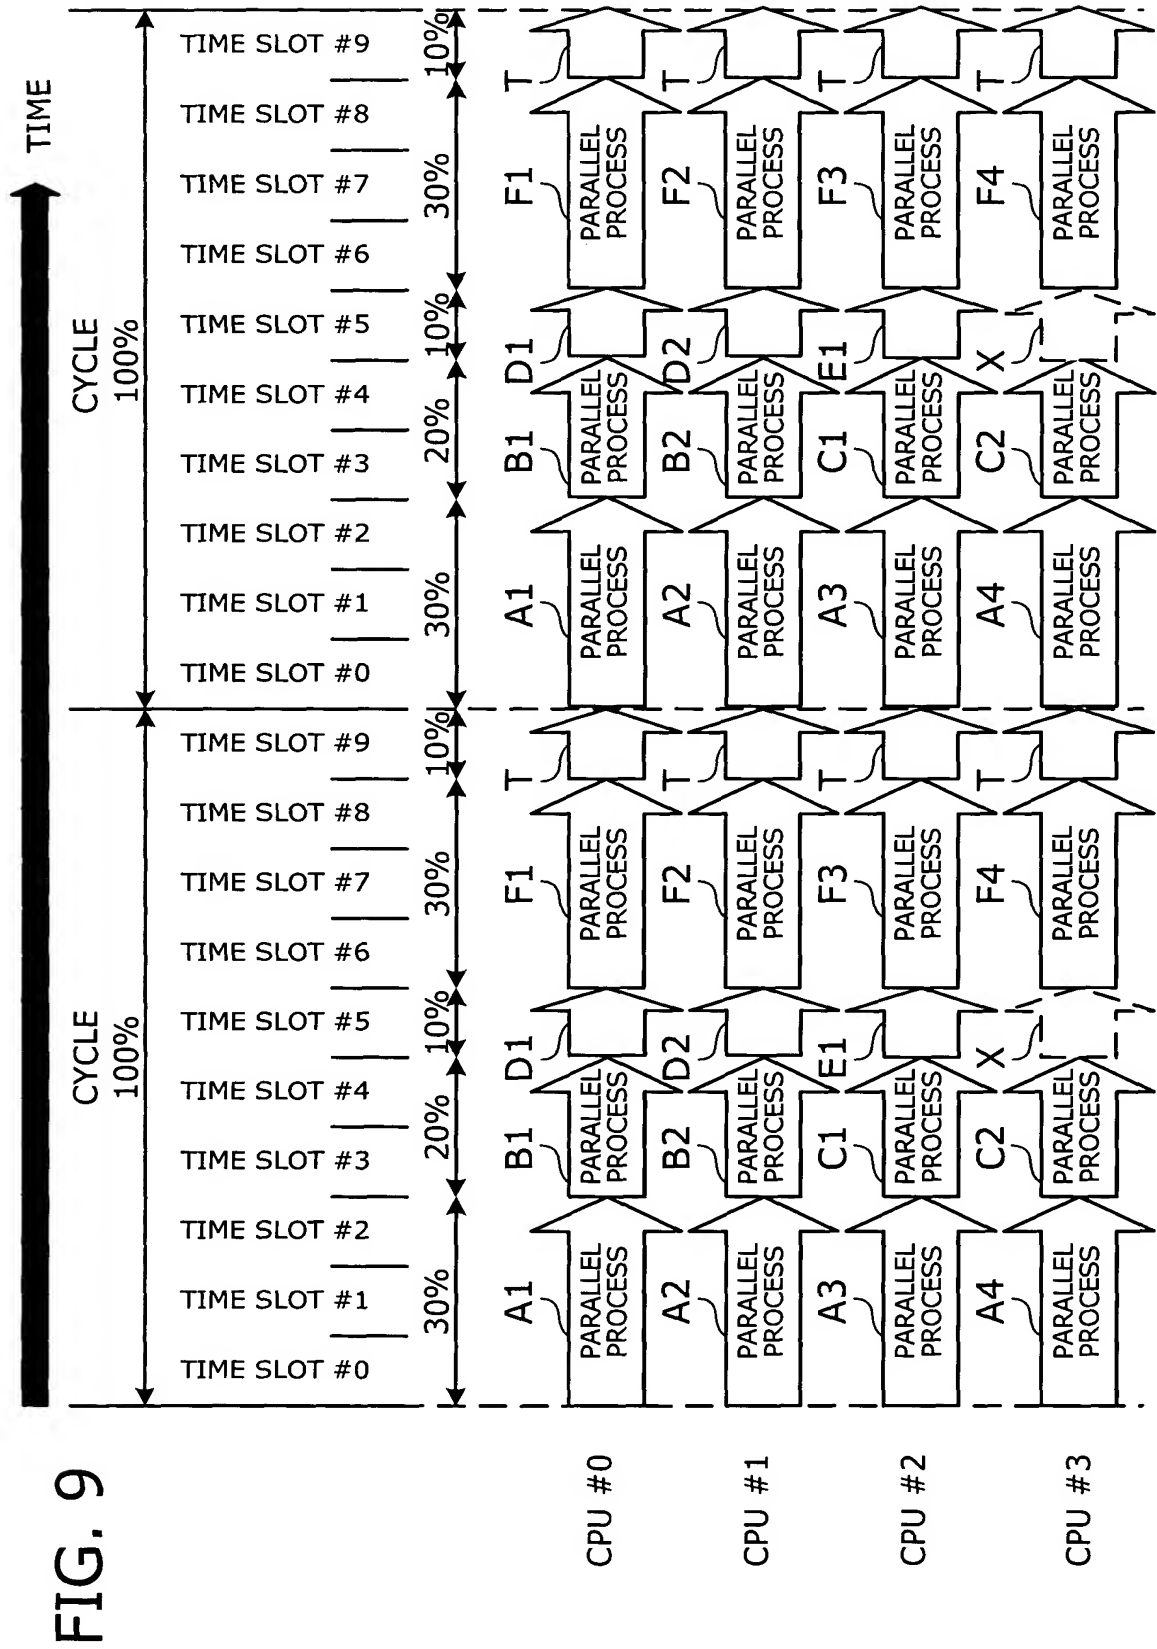 FIG. 9
TIME
CYCLE
100%
CYCLE
100%
TIME SLOT #0
TIME SLOT #1
TIME SLOT #2
TIME SLOT #3
TIME SLOT #4
TIME SLOT #5
TIME SLOT #6
TIME SLOT #7
TIME SLOT #8
TIME SLOT #9
TIME SLOT #0
TIME SLOT #1
TIME SLOT #2
TIME SLOT #3
TIME SLOT #4
TIME SLOT #5
TIME SLOT #6
TIME SLOT #7
TIME SLOT #8
TIME SLOT #9
30%
20%
10%
30%
10%
30%
20%
10%
30%
10%
A1
B1
D1
F1
T
A1
B1
D1
F1
T
CPU #0
PARALLEL
PROCESS
PARALLEL
PROCESS
PARALLEL
PROCESS
PARALLEL
PROCESS
PARALLEL
PROCESS
PARALLEL
PROCESS
A2
B2
D2
F2
T
A2
B2
D2
F2
T
CPU #1
PARALLEL
PROCESS
PARALLEL
PROCESS
PARALLEL
PROCESS
PARALLEL
PROCESS
PARALLEL
PROCESS
PARALLEL
PROCESS
A3
C1
E1
F3
T
A3
C1
E1
F3
T
CPU #2
PARALLEL
PROCESS
PARALLEL
PROCESS
PARALLEL
PROCESS
PARALLEL
PROCESS
PARALLEL
PROCESS
PARALLEL
PROCESS
A4
C2
X
F4
T
A4
C2
X
F4
T
CPU #3
PARALLEL
PROCESS
PARALLEL
PROCESS
PARALLEL
PROCESS
PARALLEL
PROCESS
PARALLEL
PROCESS
PARALLEL
PROCESS